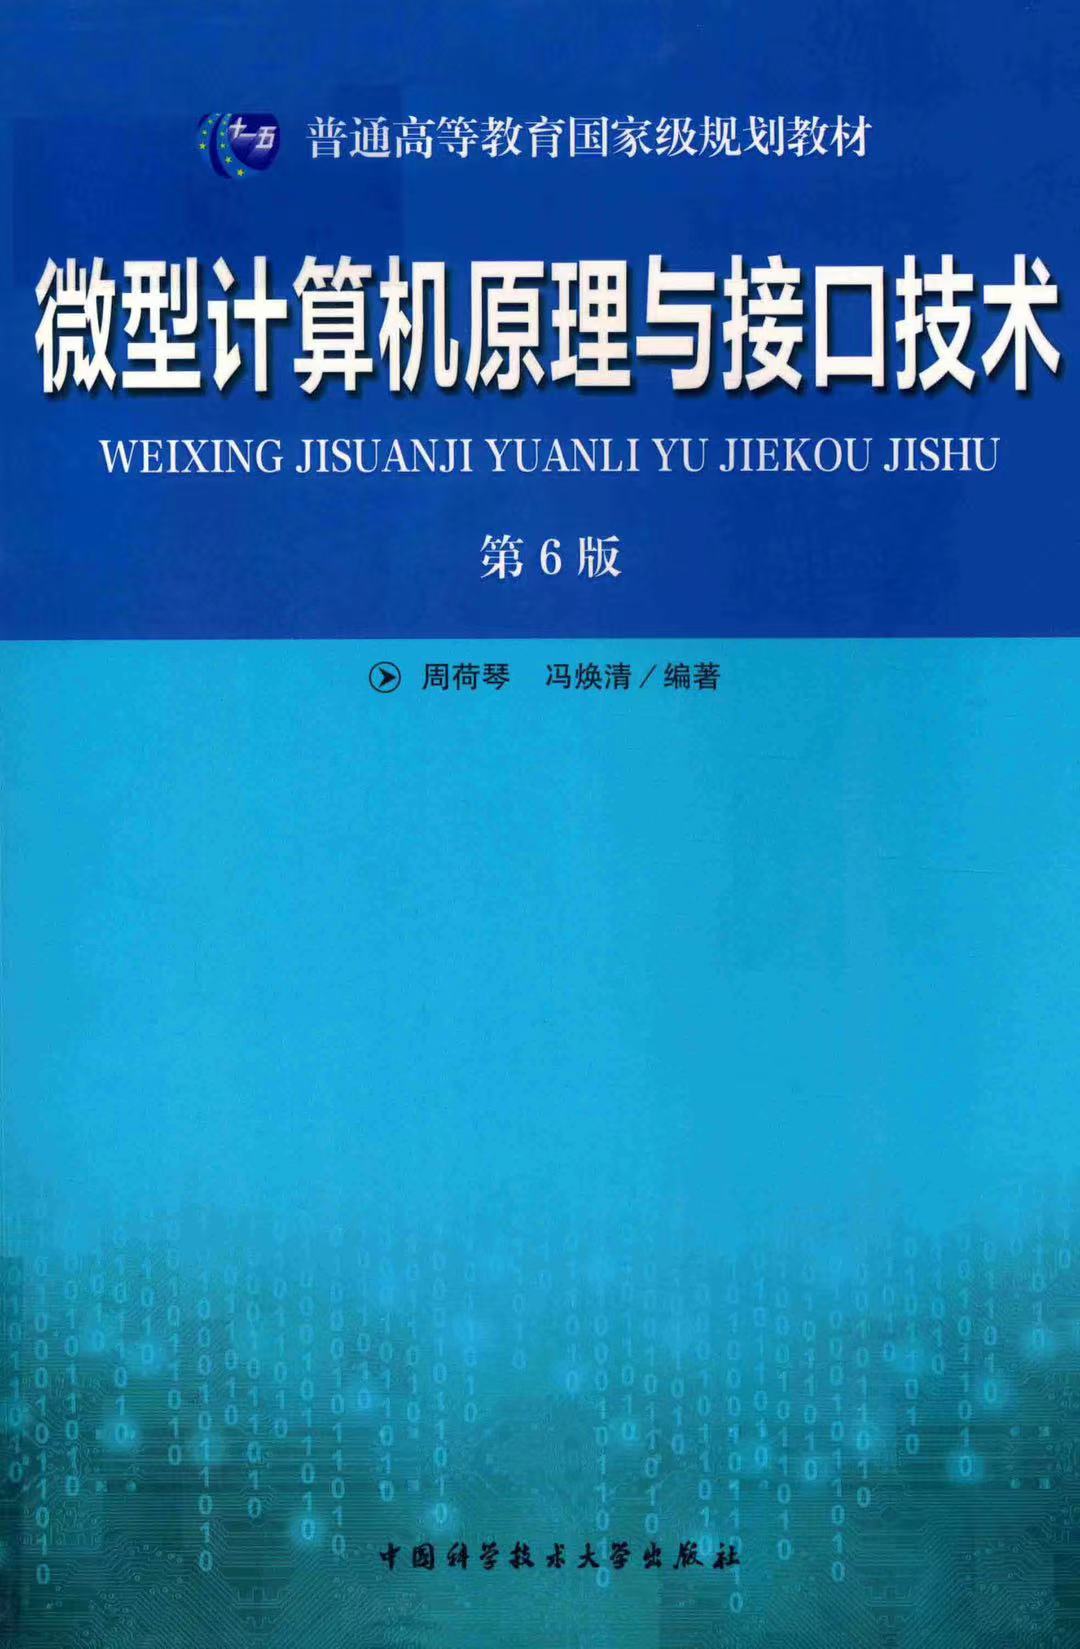 十一五 普通高等教育国家级规划教材
微型计算机原理与接口技术
WEIXING JISUANJI YUANLI YU JIEKOU JISHU
第6版
周荷琴 冯焕清/编著
中国科学技术大学出版社